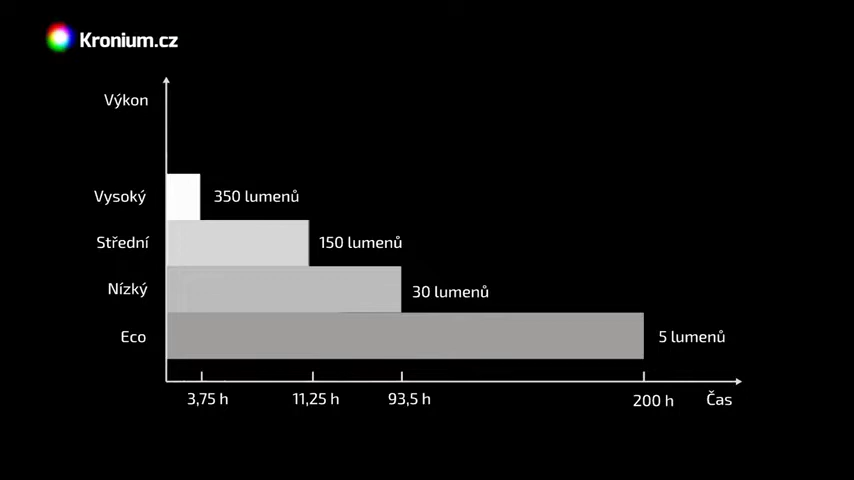 Kronium.cz
Výkon
Vysoký 350 lumenů
Střední 150 lumenů
Nízký 30 lumenů
Eco 5 lumenů
3,75 h 11,25 h 93,5 h 200 h Čas